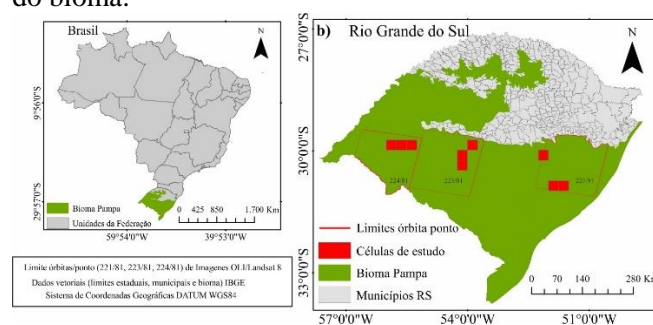 do bioma.
Brasil
N
9°56'0"S
29°57'0"S
Bioma Pampa
Unidades da Federação
0 425 850 1.700 Km
59°54'0"W 39°53'0"W
Limite órbitas/ponto (221/81, 223/81, 224/81) de Imagenes OLI/Landsat 8
Dados vetoriais (limites estaduais, municipais e bioma) IBGE
Sistema de Coordenadas Geográficas DATUM WGS84
b) Rio Grande do Sul
N
27°0'0"S
30°0'0"S
33°0'0"S
224/81
223/81
221/81
Limites órbita ponto
Células de estudo
Bioma Pampa
Municípios RS
0 70 140 280 Km
57°0'0"W 54°0'0"W 51°0'0"W